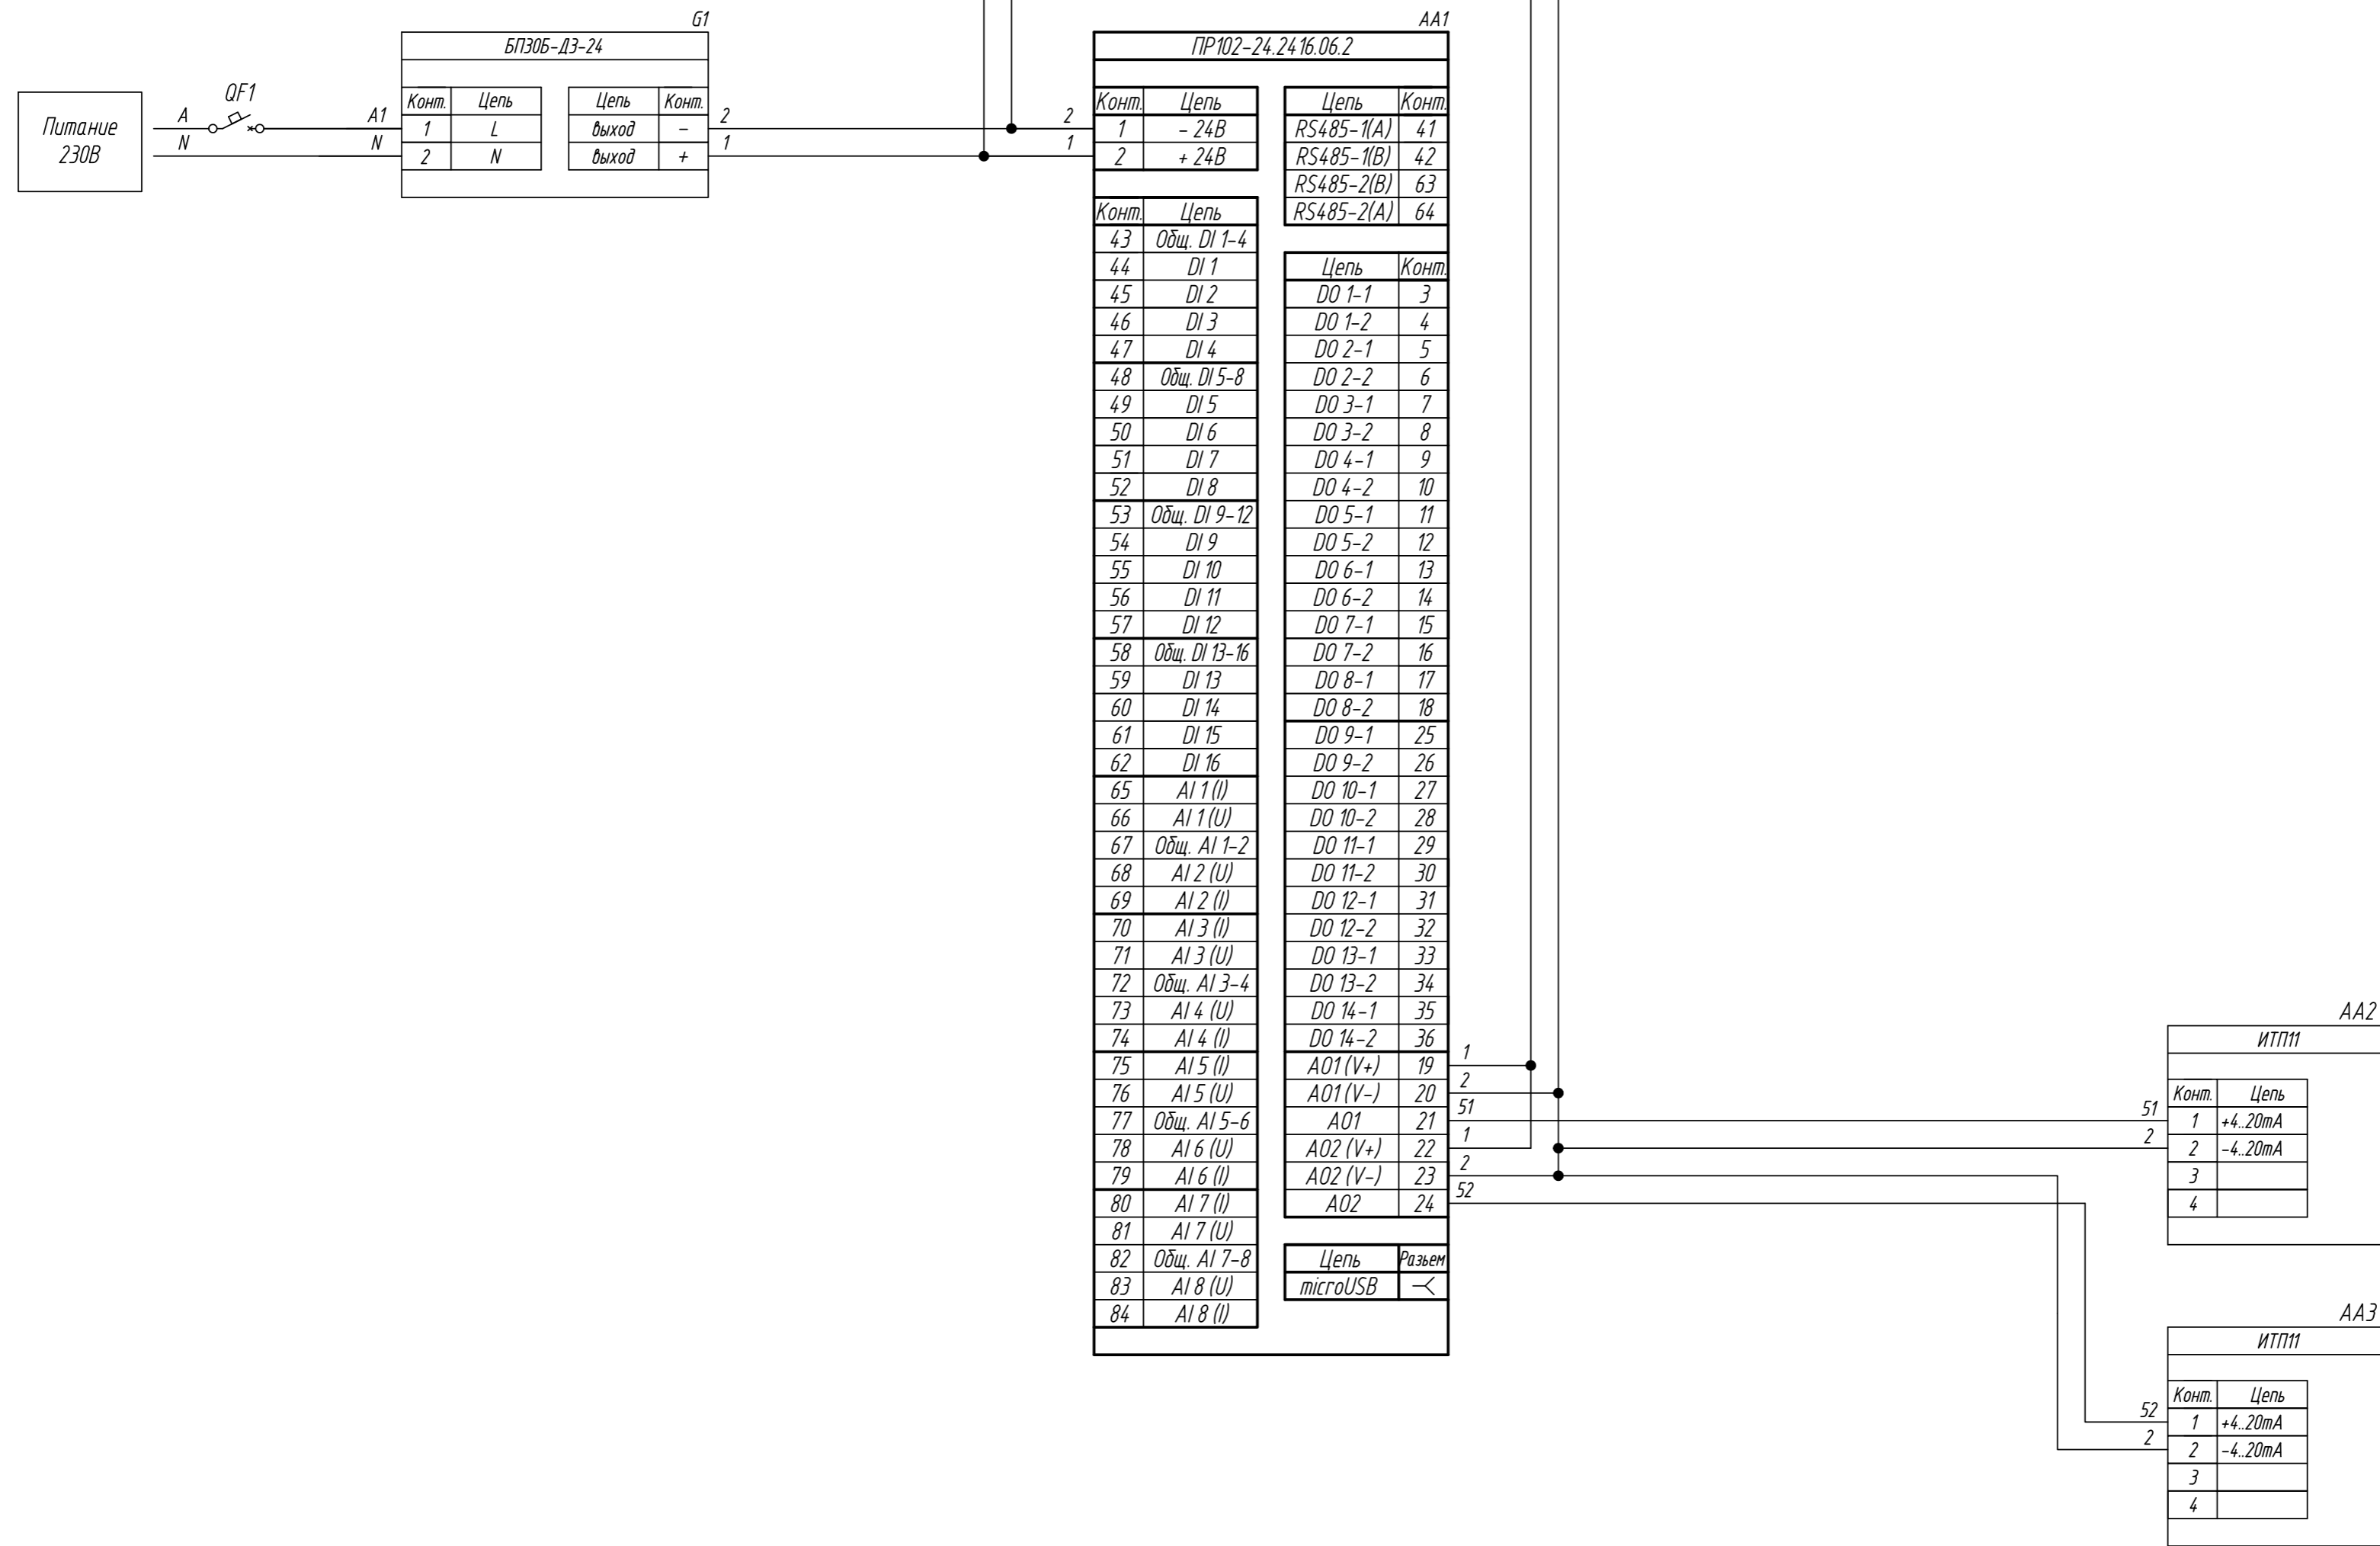 G1
БП30Б-Д3-24
Питание
230В
A
N
QF1
A1
N
Конт. Цепь Цепь Конт.
1 L выход –
2 N выход +
2
1
2
1
AA1
ПР102-24.2416.06.2
Конт. Цепь
1 - 24В
2 + 24В
Конт. Цепь
43 Общ. DI 1-4
44 DI 1
45 DI 2
46 DI 3
47 DI 4
48 Общ. DI 5-8
49 DI 5
50 DI 6
51 DI 7
52 DI 8
53 Общ. DI 9-12
54 DI 9
55 DI 10
56 DI 11
57 DI 12
58 Общ. DI 13-16
59 DI 13
60 DI 14
61 DI 15
62 DI 16
65 AI 1 (I)
66 AI 1 (U)
67 Общ. AI 1-2
68 AI 2 (U)
69 AI 2 (I)
70 AI 3 (I)
71 AI 3 (U)
72 Общ. AI 3-4
73 AI 4 (U)
74 AI 4 (I)
75 AI 5 (I)
76 AI 5 (U)
77 Общ. AI 5-6
78 AI 6 (U)
79 AI 6 (I)
80 AI 7 (I)
81 AI 7 (U)
82 Общ. AI 7-8
83 AI 8 (U)
84 AI 8 (I)
Цепь Конт.
RS485-1(A) 41
RS485-1(B) 42
RS485-2(B) 63
RS485-2(A) 64
Цепь Конт.
DO 1-1 3
DO 1-2 4
DO 2-1 5
DO 2-2 6
DO 3-1 7
DO 3-2 8
DO 4-1 9
DO 4-2 10
DO 5-1 11
DO 5-2 12
DO 6-1 13
DO 6-2 14
DO 7-1 15
DO 7-2 16
DO 8-1 17
DO 8-2 18
DO 9-1 25
DO 9-2 26
DO 10-1 27
DO 10-2 28
DO 11-1 29
DO 11-2 30
DO 12-1 31
DO 12-2 32
DO 13-1 33
DO 13-2 34
DO 14-1 35
DO 14-2 36
AO1 (V+) 19 1
AO1 (V-) 20 2
AO1 21 51
AO2 (V+) 22 1
AO2 (V-) 23 2
AO2 24 52
Цепь Разьем
microUSB
AA2
ИТП11
Конт. Цепь
51 1 +4..20mA
2 2 -4..20mA
3
4
AA3
ИТП11
Конт. Цепь
52 1 +4..20mA
2 2 -4..20mA
3
4